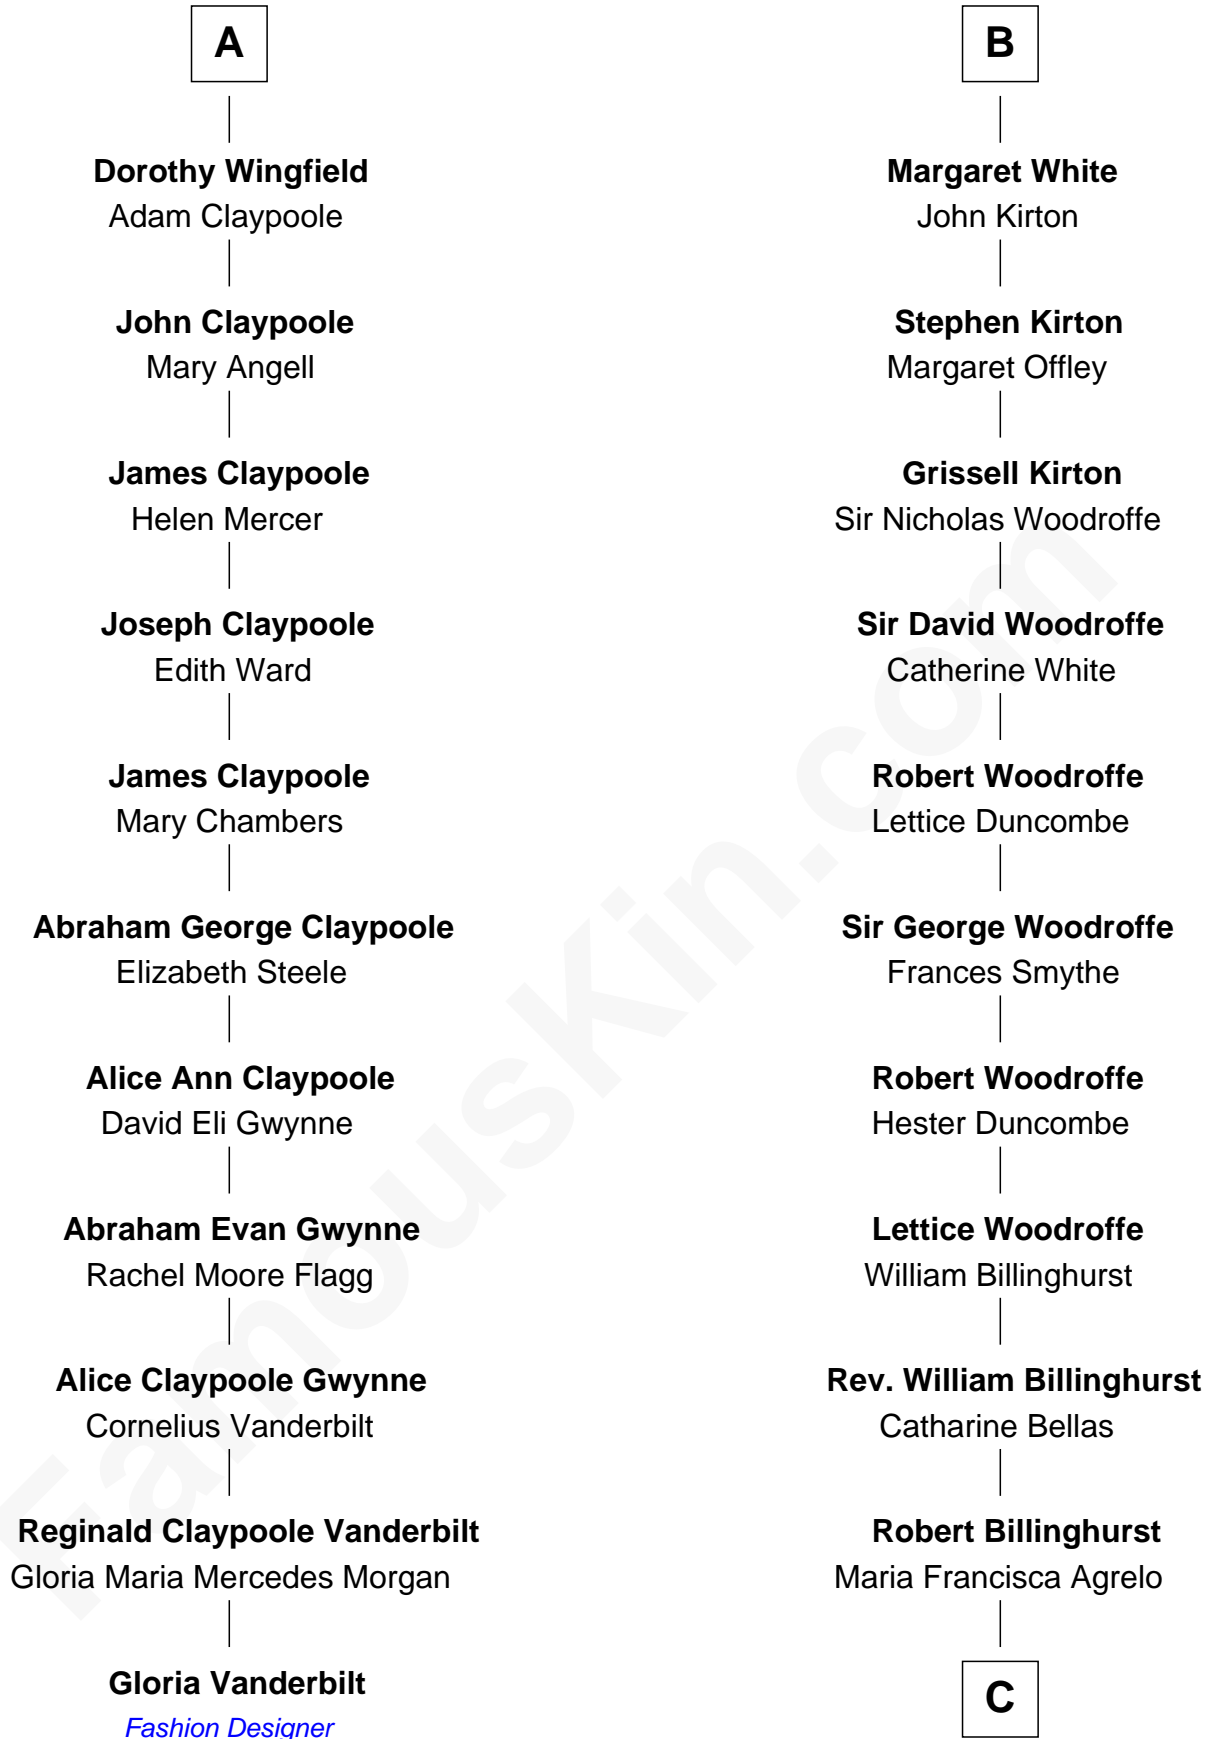 A
Dorothy Wingfield
Adam Claypoole
John Claypoole
Mary Angell
James Claypoole
Helen Mercer
Joseph Claypoole
Edith Ward
James Claypoole
Mary Chambers
Abraham George Claypoole
Elizabeth Steele
Alice Ann Claypoole
David Eli Gwynne
Abraham Evan Gwynne
Rachel Moore Flagg
Alice Claypoole Gwynne
Cornelius Vanderbilt
Reginald Claypoole Vanderbilt
Gloria Maria Mercedes Morgan
Gloria Vanderbilt
Fashion Designer
B
Margaret White
John Kirton
Stephen Kirton
Margaret Offley
Grissell Kirton
Sir Nicholas Woodroffe
Sir David Woodroffe
Catherine White
Robert Woodroffe
Lettice Duncombe
Sir George Woodroffe
Frances Smythe
Robert Woodroffe
Hester Duncombe
Lettice Woodroffe
William Billinghurst
Rev. William Billinghurst
Catharine Bellas
Robert Billinghurst
Maria Francisca Agrelo
C
FamousKin.com